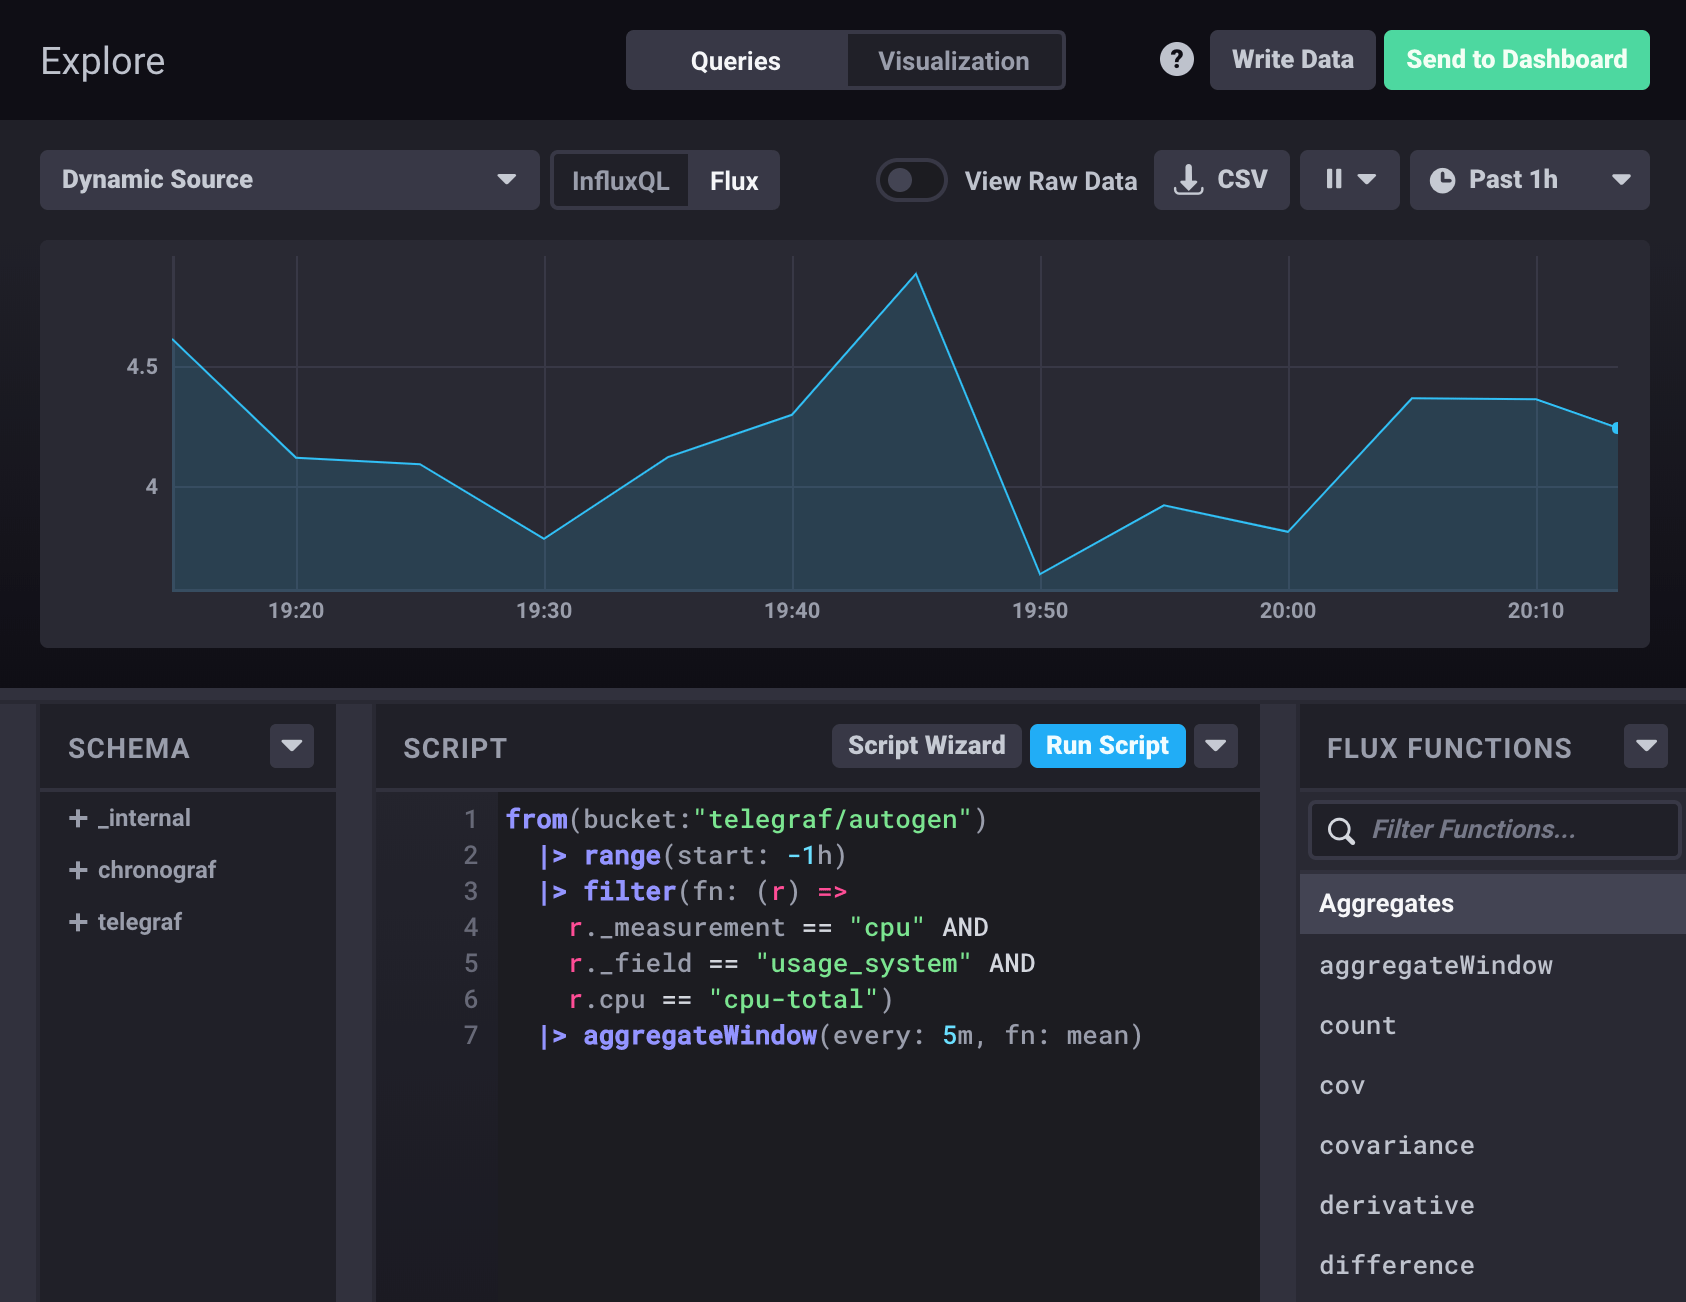 Explore
Queries
Visualization
?
Write Data
Send to Dashboard
Dynamic Source
InfluxQL
Flux
View Raw Data
CSV
Past 1h
4.5
4
19:20
19:30
19:40
19:50
20:00
20:10
SCHEMA
+ _internal
+ chronograf
+ telegraf
SCRIPT
Script Wizard
Run Script
1 from(bucket:"telegraf/autogen")
2   |> range(start: -1h)
3   |> filter(fn: (r) =>
4     r._measurement == "cpu" AND
5     r._field == "usage_system" AND
6     r.cpu == "cpu-total")
7   |> aggregateWindow(every: 5m, fn: mean)
FLUX FUNCTIONS
Filter Functions...
Aggregates
aggregateWindow
count
cov
covariance
derivative
difference